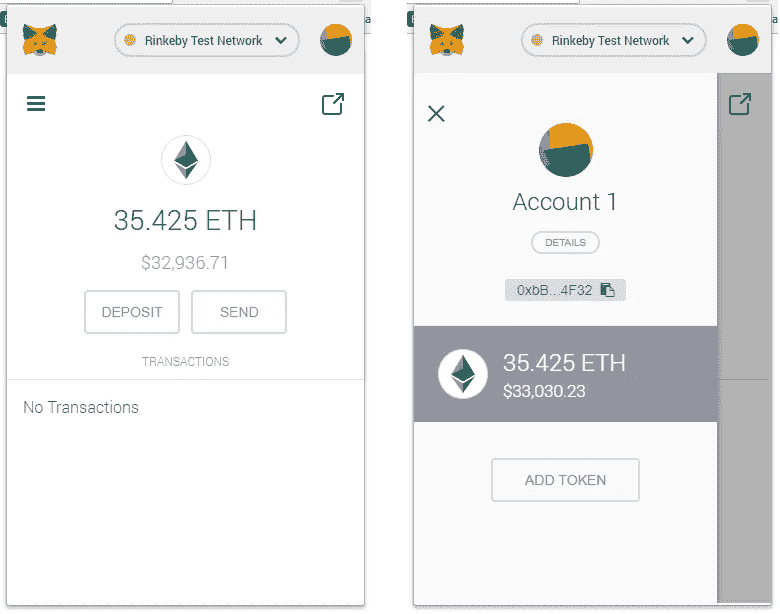 Rinkeby Test Network
35.425 ETH
$32,936.71
DEPOSIT
SEND
TRANSACTIONS
No Transactions
Rinkeby Test Network
Account 1
DETAILS
0xbB...4F32
35.425 ETH
$33,030.23
ADD TOKEN